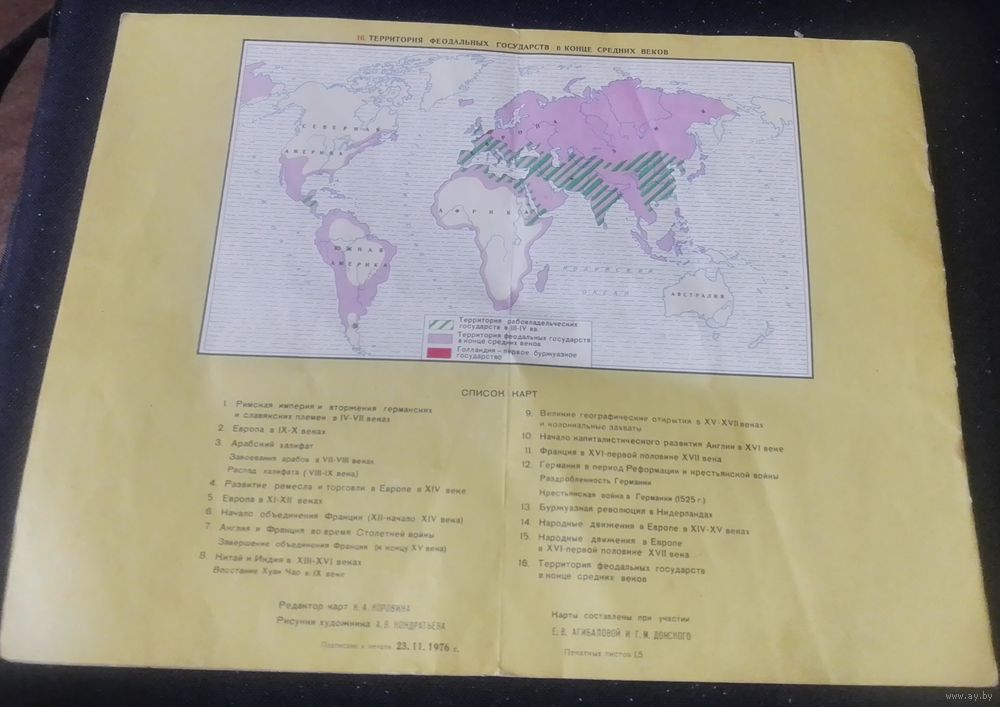 16. ТЕРРИТОРИЯ ФЕОДАЛЬНЫХ ГОСУДАРСТВ В КОНЦЕ СРЕДНИХ ВЕКОВ
СЕВЕРНАЯ
АМЕРИКА
ЕВРОПА
АФРИКА
ЮЖНАЯ
АМЕРИКА
ИНДИЙСКИЙ
ОКЕАН
АВСТРАЛИЯ
Территория рабовладельческих
государств в III-IV вв.
Территория феодальных государств
в конце средних веков
Голландия – первое буржуазное
государство
СПИСОК КАРТ
1. Римская империя и вторжения германских
и славянских племен в IV-VII веках
2. Европа в IX-X веках
3. Арабский халифат
Завоевания арабов в VII-VIII веках
Распад халифата (VIII-IX века)
4. Развитие ремесла и торговли в Европе в XIV веке
5. Европа в XI-XII веках
6. Начало объединения Франции (XII-начало XIV века)
7. Англия и Франция во время Столетней войны
Завершение объединения Франции (к концу XV века)
8. Китай и Индия в XIII-XVI веках
Восстание Хуан Чао в IX веке
9. Великие географические открытия в XV-XVII веках
и колониальные захваты
10. Начало капиталистического развития Англии в XVI веке
11. Франция в XVI-первой половине XVII века
12. Германия в период Реформации и крестьянской войны
Раздробленность Германии
Крестьянская война в Германии (1525 г.)
13. Буржуазная революция в Нидерландах
14. Народные движения в Европе в XIV-XV веках
15. Народные движения в Европе
в XVI-первой половине XVII века
16. Территория феодальных государств
в конце средних веков
Редактор карт Н. А. КОРОВИНА
Рисунки художника А. В. КОНДРАТЬЕВА
Подписано к печати 23.11.1976 г.
Карты составлены при участии
Е. В. АГИБАЛОВОЙ И Г. М. ДОНСКОГО
Печатных листов 1,5
www.ay.by